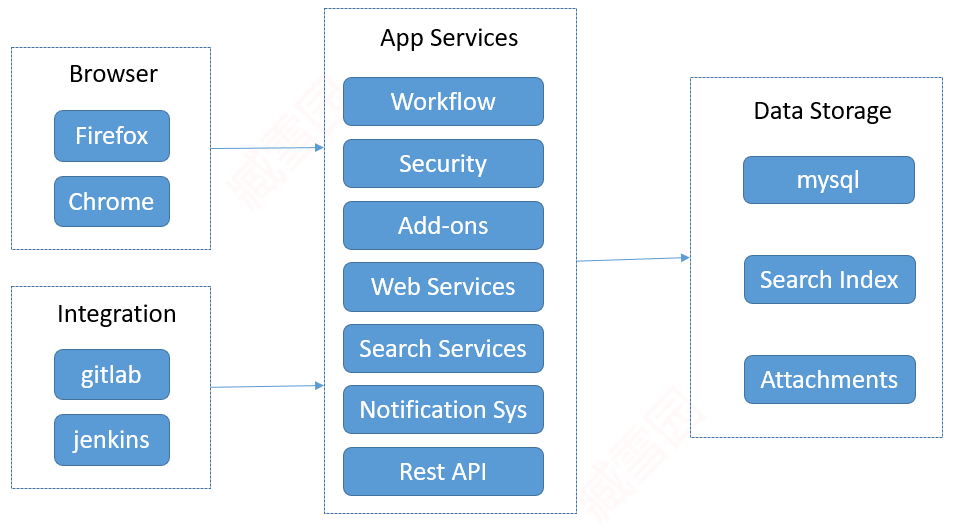 Browser
Firefox
Chrome
Integration
gitlab
jenkins
App Services
Workflow
Security
Add-ons
Web Services
Search Services
Notification Sys
Rest API
Data Storage
mysql
Search Index
Attachments